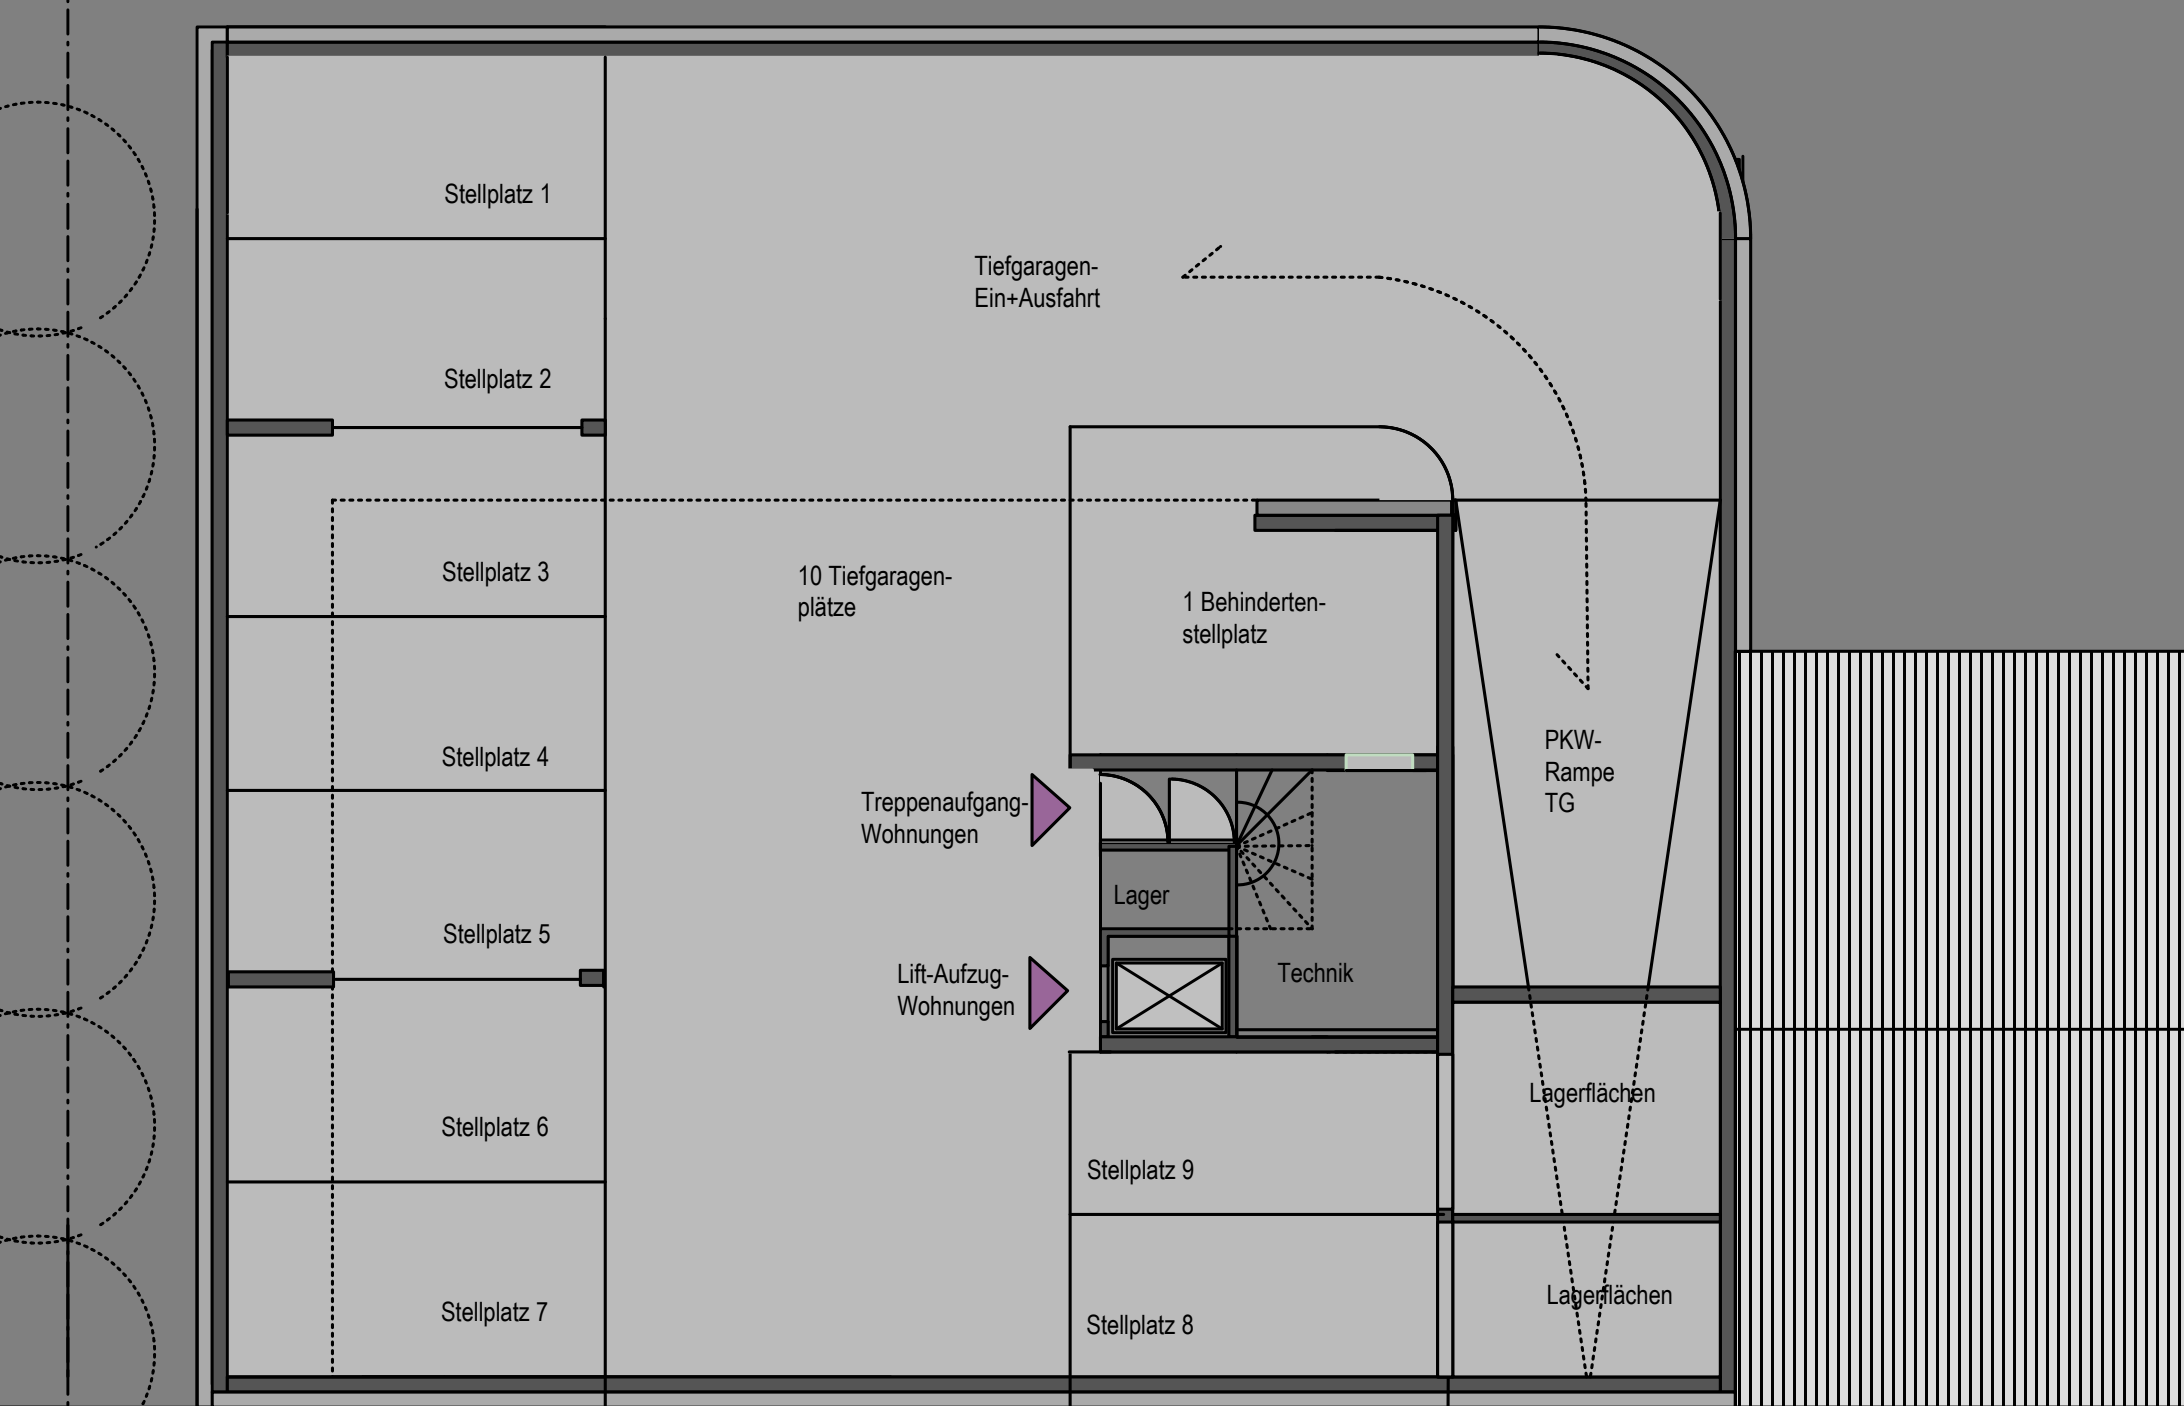 Stellplatz 1
Tiefgaragen-
Ein+Ausfahrt
Stellplatz 2
Stellplatz 3
10 Tiefgaragen-
plätze
1 Behinderten-
stellplatz
Stellplatz 4
PKW-
Rampe
TG
Treppenaufgang-
Wohnungen
Lager
Stellplatz 5
Lift-Aufzug-
Wohnungen
Technik
Lagerflächen
Stellplatz 6
Stellplatz 9
Lagerflächen
Stellplatz 7
Stellplatz 8